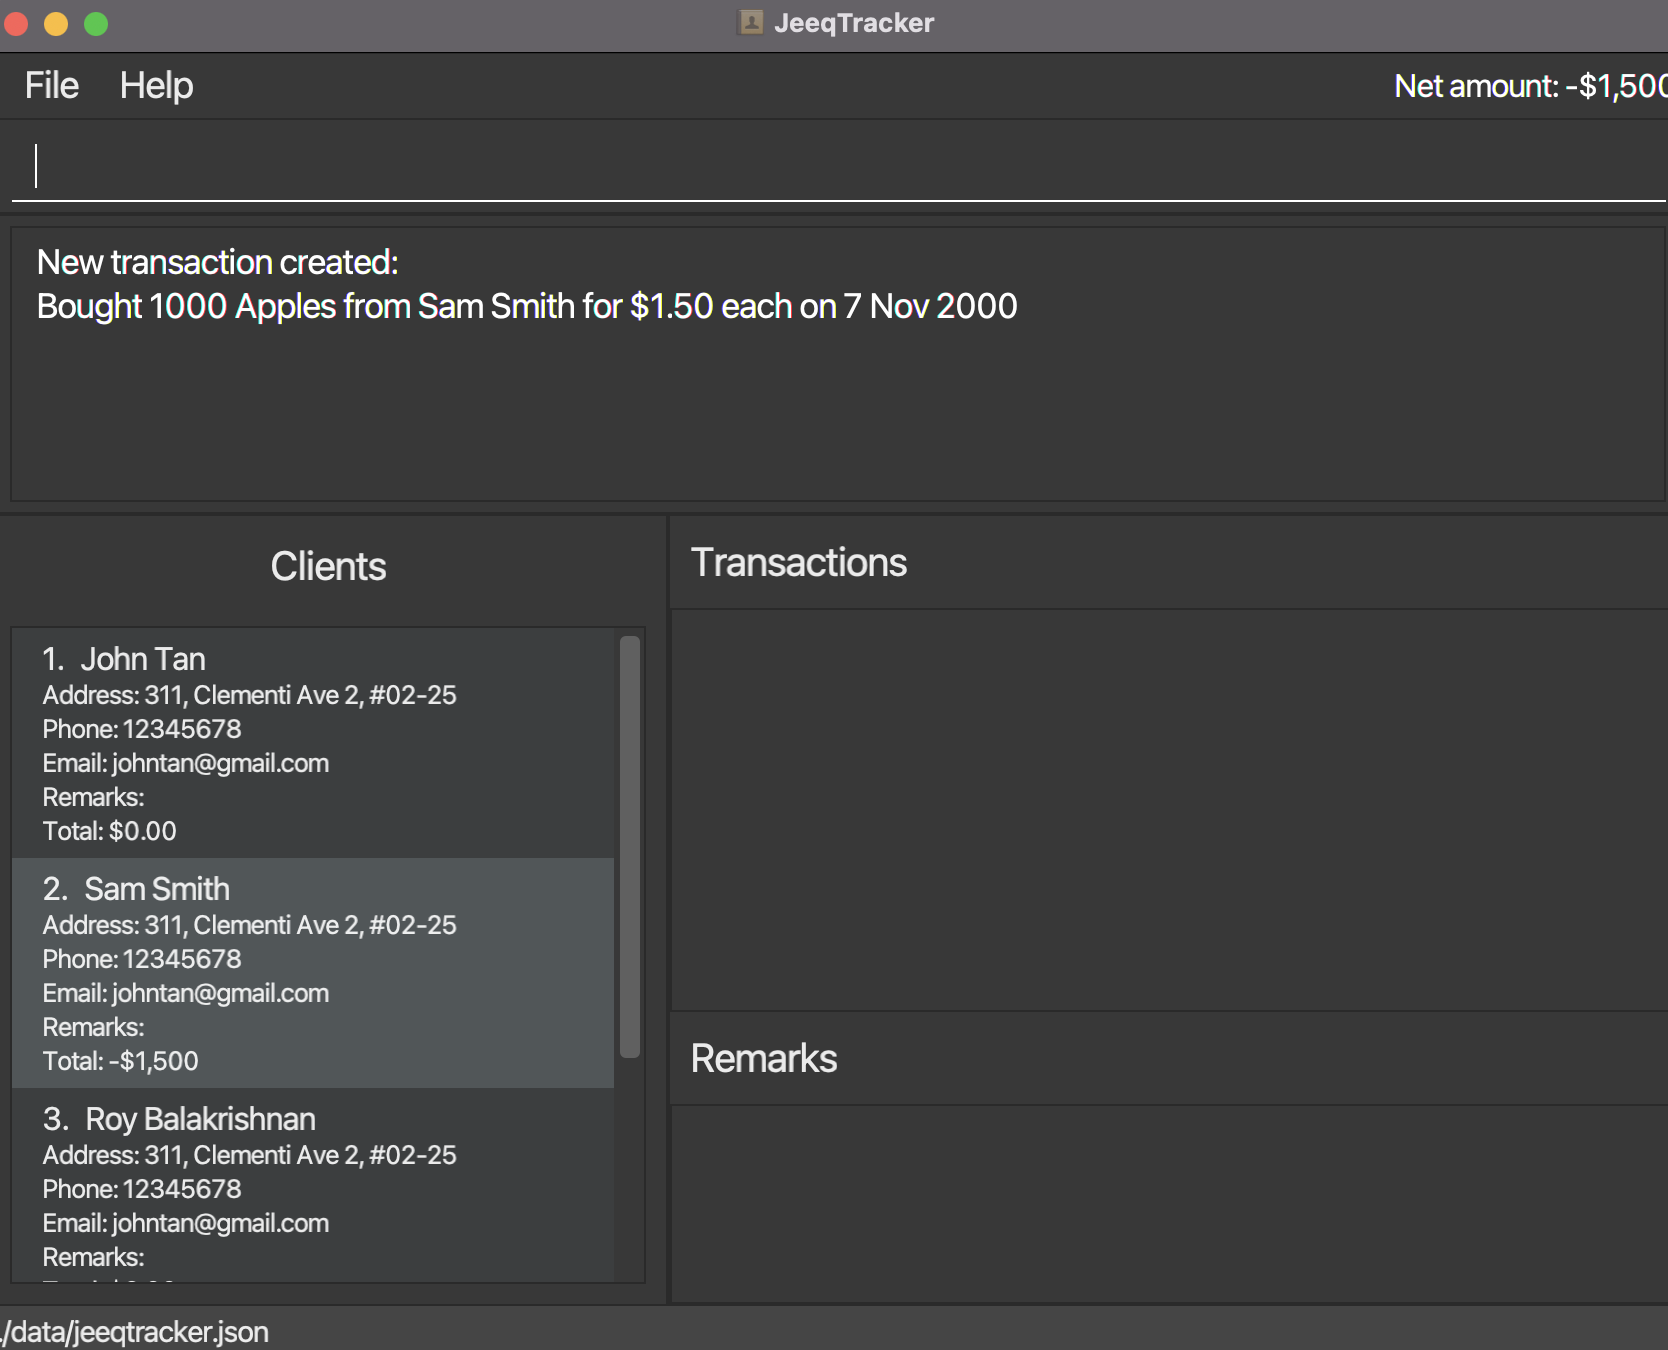 JeeqTracker
File Help
Net amount: -$1,500
New transaction created:
Bought 1000 Apples from Sam Smith for $1.50 each on 7 Nov 2000
Clients
1. John Tan
Address: 311, Clementi Ave 2, #02-25
Phone: 12345678
Email: johntan@gmail.com
Remarks:
Total: $0.00
2. Sam Smith
Address: 311, Clementi Ave 2, #02-25
Phone: 12345678
Email: johntan@gmail.com
Remarks:
Total: -$1,500
3. Roy Balakrishnan
Address: 311, Clementi Ave 2, #02-25
Phone: 12345678
Email: johntan@gmail.com
Remarks:
Transactions
Remarks
./data/jeeqtracker.json